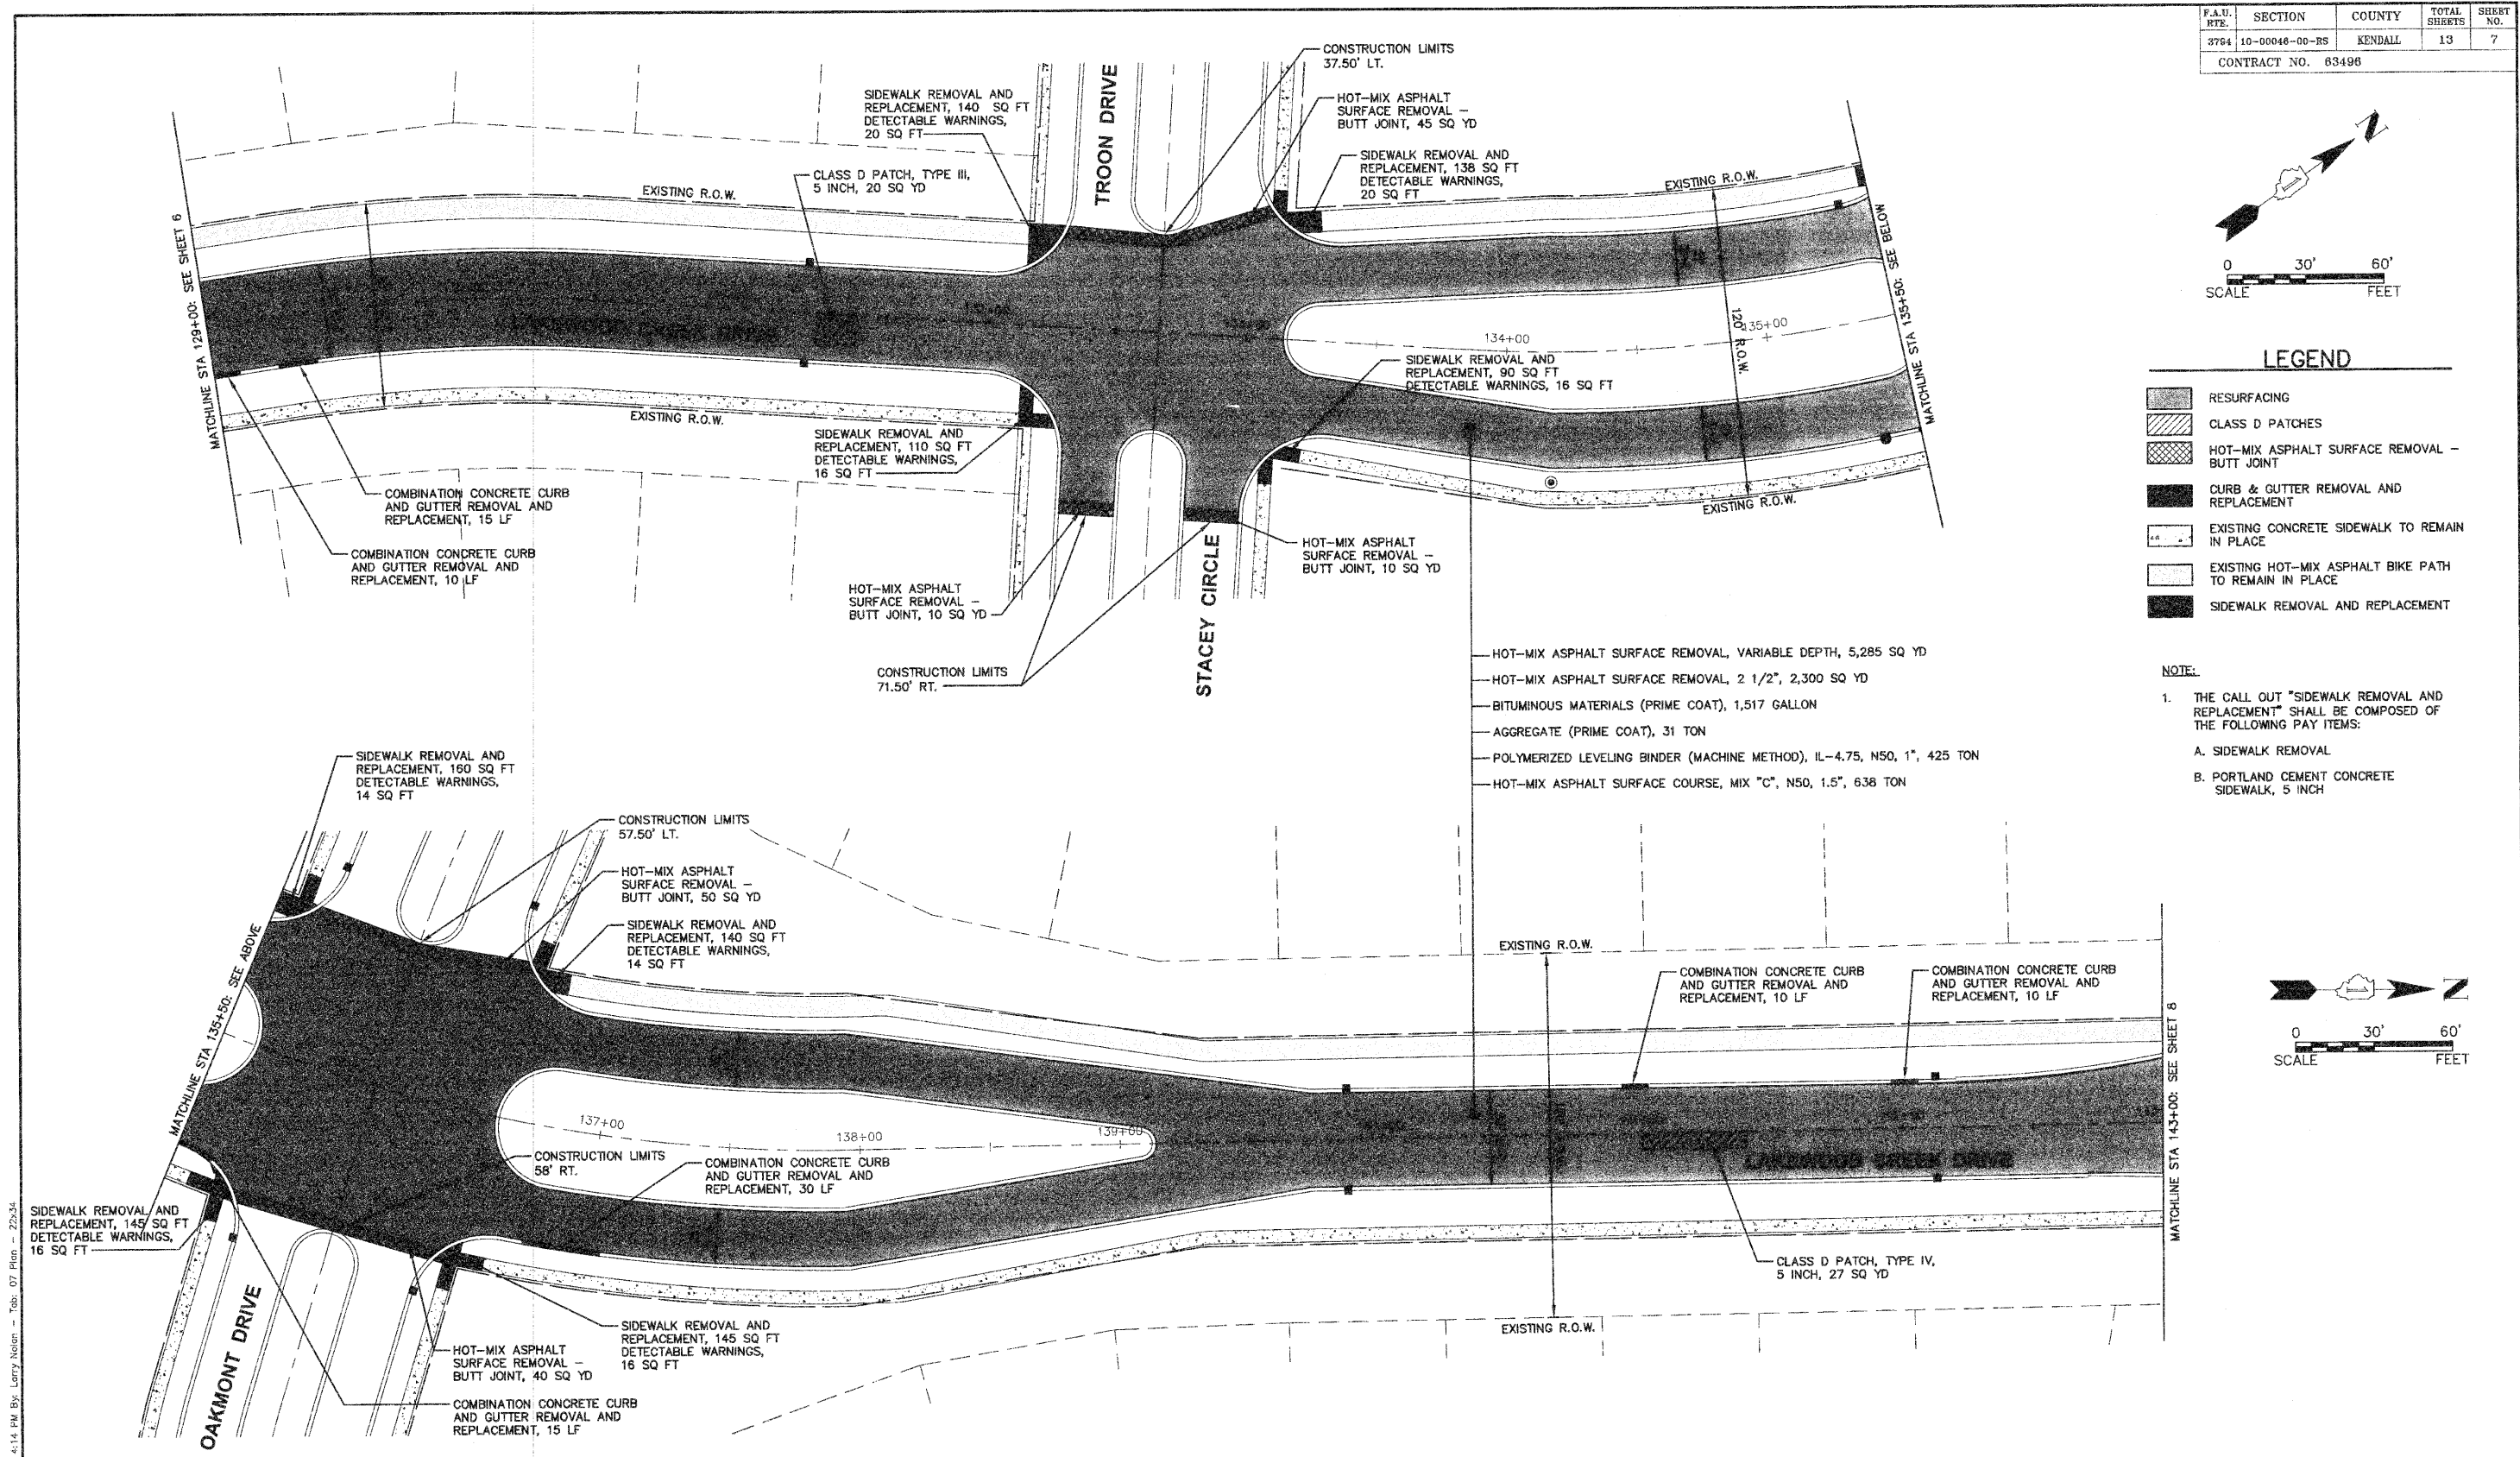 F.A.U. RTE. SECTION COUNTY TOTAL SHEETS SHEET NO.
3794 10-00046-00-RS KENDALL 13 7
CONTRACT NO. 63496
CONSTRUCTION LIMITS
37.50' LT.
SIDEWALK REMOVAL AND
REPLACEMENT, 140 SQ FT
DETECTABLE WARNINGS,
20 SQ FT
TROON DRIVE
HOT-MIX ASPHALT
SURFACE REMOVAL -
BUTT JOINT, 45 SQ YD
SIDEWALK REMOVAL AND
REPLACEMENT, 138 SQ FT
DETECTABLE WARNINGS,
20 SQ FT
CLASS D PATCH, TYPE III,
5 INCH, 20 SQ YD
EXISTING R.O.W.
EXISTING R.O.W.
MATCHLINE STA 129+00: SEE SHEET 6
MATCHLINE STA 135+50: SEE BELOW
N
0 30' 60'
SCALE FEET
LAKEWOOD CREEK DRIVE
134+00
135+00
120' R.O.W.
SIDEWALK REMOVAL AND
REPLACEMENT, 90 SQ FT
DETECTABLE WARNINGS, 16 SQ FT
EXISTING R.O.W.
EXISTING R.O.W.
SIDEWALK REMOVAL AND
REPLACEMENT, 110 SQ FT
DETECTABLE WARNINGS,
16 SQ FT
COMBINATION CONCRETE CURB
AND GUTTER REMOVAL AND
REPLACEMENT, 15 LF
COMBINATION CONCRETE CURB
AND GUTTER REMOVAL AND
REPLACEMENT, 10 LF
HOT-MIX ASPHALT
SURFACE REMOVAL -
BUTT JOINT, 10 SQ YD
HOT-MIX ASPHALT
SURFACE REMOVAL -
BUTT JOINT, 10 SQ YD
STACEY CIRCLE
CONSTRUCTION LIMITS
71.50' RT.
LEGEND
RESURFACING
CLASS D PATCHES
HOT-MIX ASPHALT SURFACE REMOVAL -
BUTT JOINT
CURB & GUTTER REMOVAL AND
REPLACEMENT
EXISTING CONCRETE SIDEWALK TO REMAIN
IN PLACE
EXISTING HOT-MIX ASPHALT BIKE PATH
TO REMAIN IN PLACE
SIDEWALK REMOVAL AND REPLACEMENT
NOTE:
1. THE CALL OUT "SIDEWALK REMOVAL AND
REPLACEMENT" SHALL BE COMPOSED OF
THE FOLLOWING PAY ITEMS:
A. SIDEWALK REMOVAL
B. PORTLAND CEMENT CONCRETE
SIDEWALK, 5 INCH
HOT-MIX ASPHALT SURFACE REMOVAL, VARIABLE DEPTH, 5,285 SQ YD
HOT-MIX ASPHALT SURFACE REMOVAL, 2 1/2", 2,300 SQ YD
BITUMINOUS MATERIALS (PRIME COAT), 1,517 GALLON
AGGREGATE (PRIME COAT), 31 TON
POLYMERIZED LEVELING BINDER (MACHINE METHOD), IL-4.75, N50, 1", 425 TON
HOT-MIX ASPHALT SURFACE COURSE, MIX "C", N50, 1.5", 638 TON
SIDEWALK REMOVAL AND
REPLACEMENT, 160 SQ FT
DETECTABLE WARNINGS,
14 SQ FT
CONSTRUCTION LIMITS
57.50' LT.
HOT-MIX ASPHALT
SURFACE REMOVAL -
BUTT JOINT, 50 SQ YD
SIDEWALK REMOVAL AND
REPLACEMENT, 140 SQ FT
DETECTABLE WARNINGS,
14 SQ FT
MATCHLINE STA 135+50: SEE ABOVE
EXISTING R.O.W.
COMBINATION CONCRETE CURB
AND GUTTER REMOVAL AND
REPLACEMENT, 10 LF
COMBINATION CONCRETE CURB
AND GUTTER REMOVAL AND
REPLACEMENT, 10 LF
MATCHLINE STA 143+00: SEE SHEET 8
N
0 30' 60'
SCALE FEET
137+00
138+00
139+00
CONSTRUCTION LIMITS
58' RT.
COMBINATION CONCRETE CURB
AND GUTTER REMOVAL AND
REPLACEMENT, 30 LF
LAKEWOOD CREEK DRIVE
SIDEWALK REMOVAL AND
REPLACEMENT, 145 SQ FT
DETECTABLE WARNINGS,
16 SQ FT
CLASS D PATCH, TYPE IV,
5 INCH, 27 SQ YD
EXISTING R.O.W.
OAKMONT DRIVE
SIDEWALK REMOVAL AND
REPLACEMENT, 145 SQ FT
DETECTABLE WARNINGS,
16 SQ FT
HOT-MIX ASPHALT
SURFACE REMOVAL -
BUTT JOINT, 40 SQ YD
COMBINATION CONCRETE CURB
AND GUTTER REMOVAL AND
REPLACEMENT, 15 LF
4:14 PM By: Larry Nolan - Tab: 07 Plan - 22x34